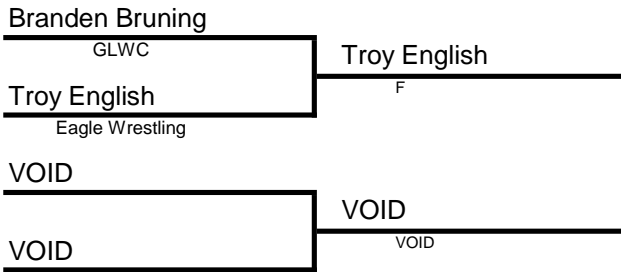 Branden Bruning
GLWC
Troy English
F
Troy English
Eagle Wrestling
VOID
VOID
VOID
VOID